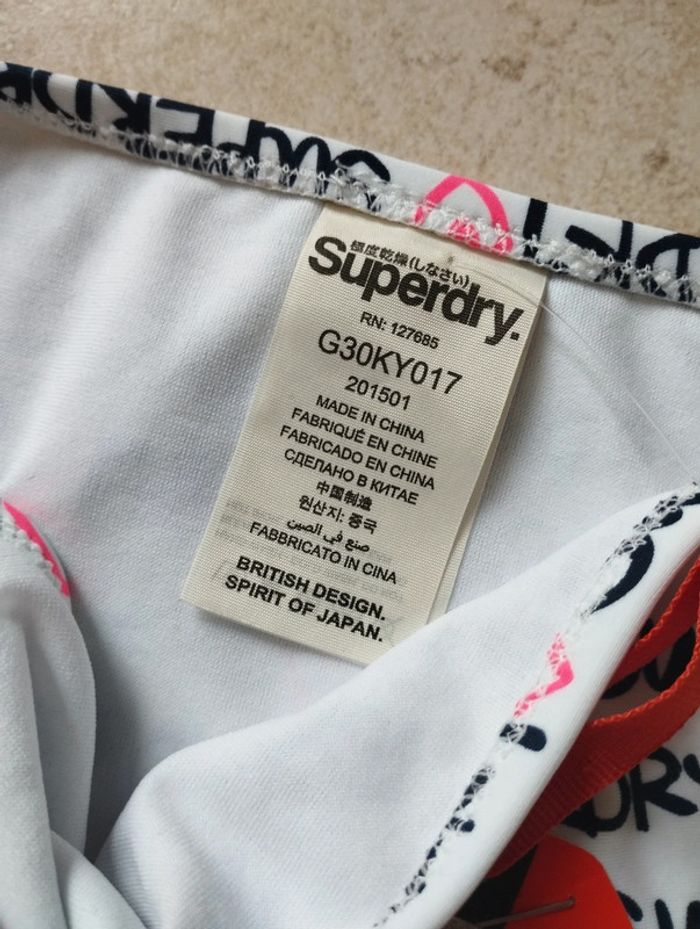 SUPERDR
極度乾燥(しなさい)
Superdry.
RN: 127685
G30KY017
201501
MADE IN CHINA
FABRIQUÉ EN CHINE
FABRICADO EN CHINA
СДЕЛАНО В КИТАЕ
中国制造
원산지: 중국
صنع في الصين
FABBRICATO IN CINA
BRITISH DESIGN.
SPIRIT OF JAPAN.
DRY